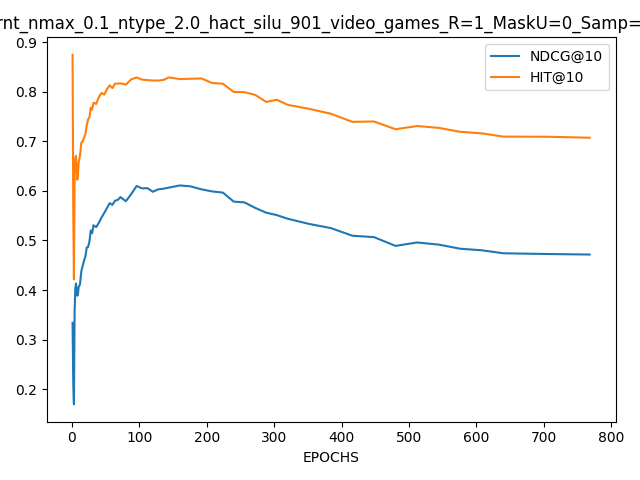 rnt_nmax_0.1_ntype_2.0_hact_silu_901_video_games_R=1_MaskU=0_Samp=
0.9
0.8
0.7
0.6
0.5
0.4
0.3
0.2
NDCG@10
HIT@10
0 100 200 300 400 500 600 700 800
EPOCHS